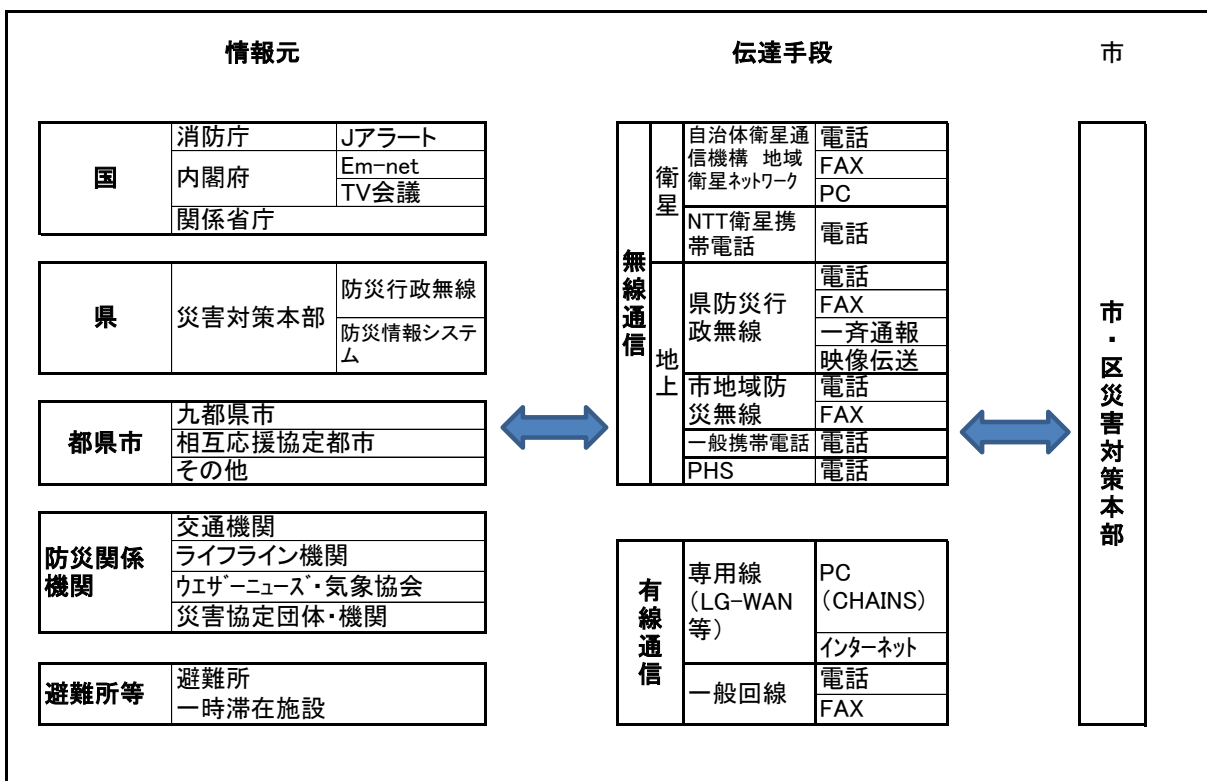 情報元
伝達手段
市
国
消防庁
Jアラート
内閣府
Em-net
TV会議
関係省庁
県
災害対策本部
防災行政無線
防災情報システ
ム
都県市
九都県市
相互応援協定都市
その他
防災関係
機関
交通機関
ライフライン機関
ウエザーニューズ・気象協会
災害協定団体・機関
避難所等
避難所
一時滞在施設
無線通信
衛星
自治体衛星通
信機構 地域
衛星ネットワーク
電話
FAX
PC
NTT衛星携
帯電話
電話
地上
県防災行
政無線
電話
FAX
一斉通報
映像伝送
市地域防
災無線
電話
FAX
一般携帯電話
電話
PHS
電話
有線通信
専用線
(LG-WAN
等)
PC
(CHAINS)
インターネット
一般回線
電話
FAX
市・区災害対策本部